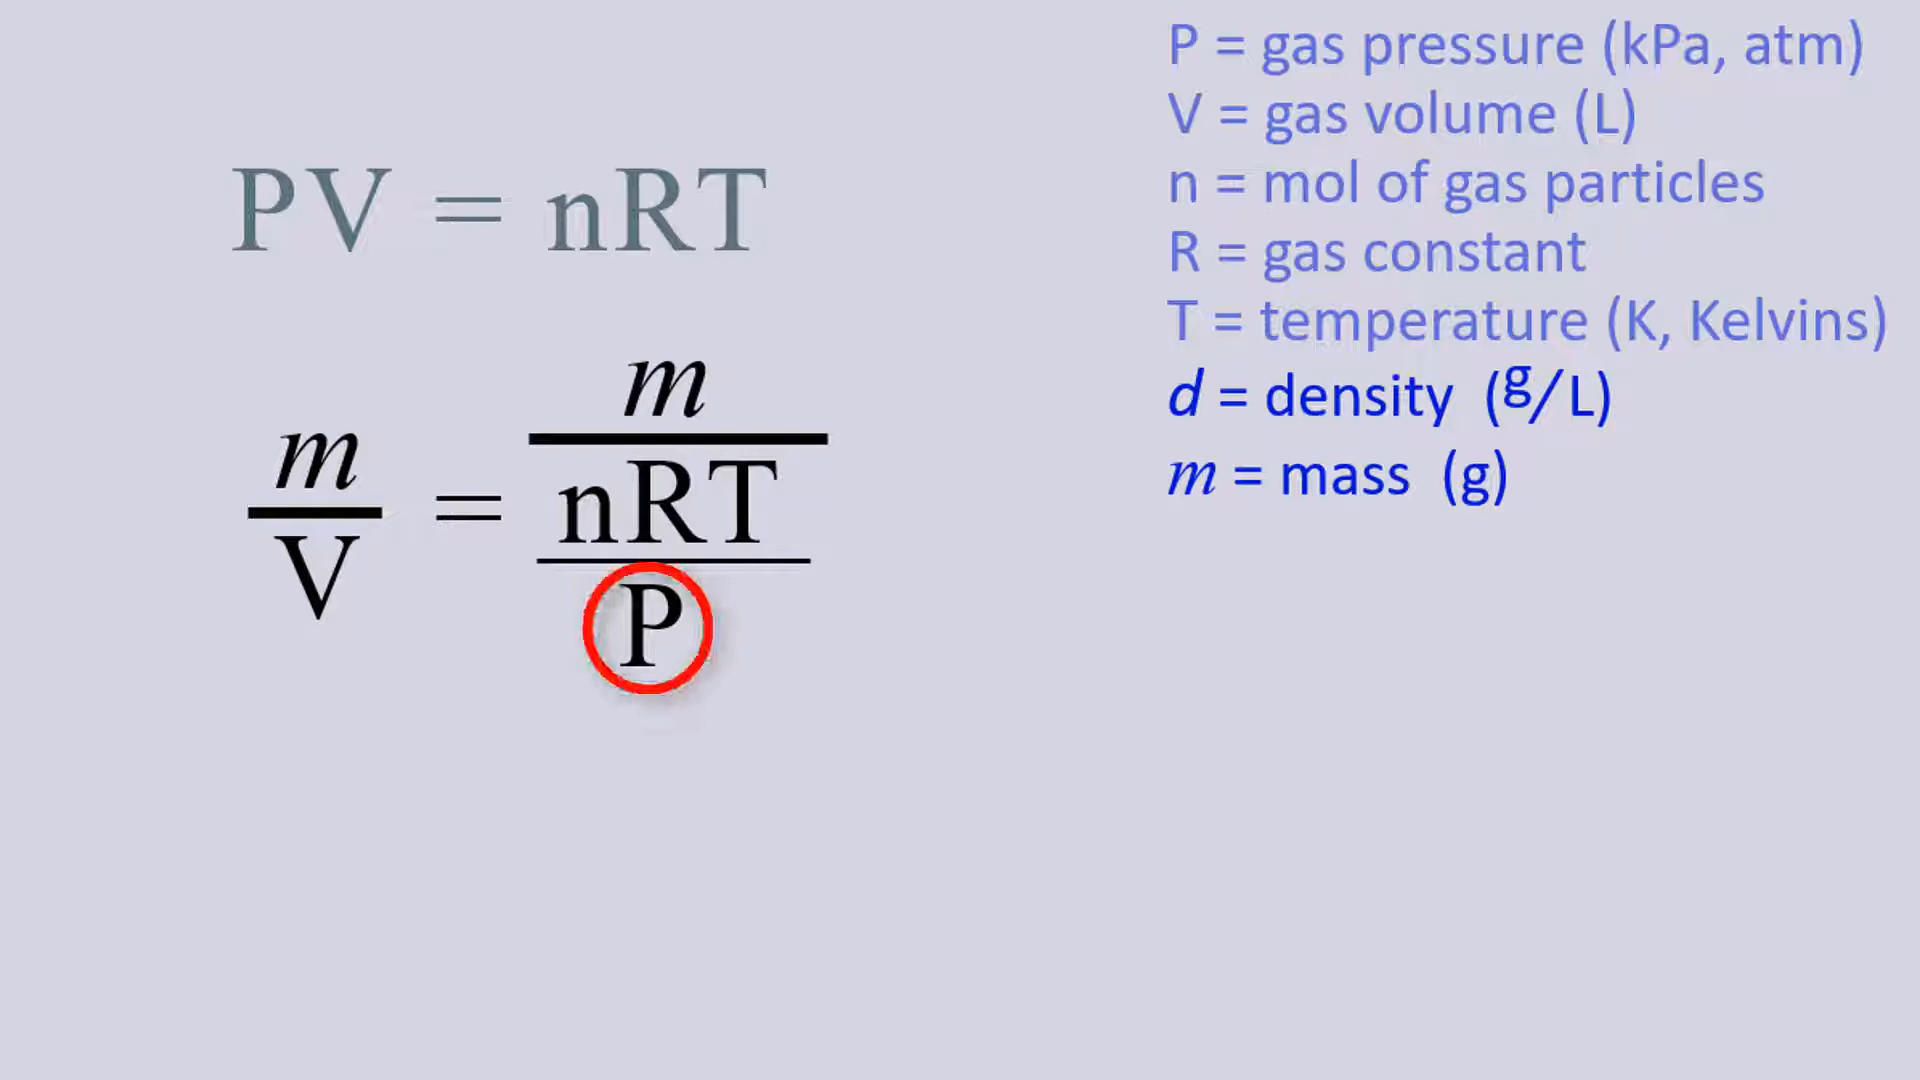 PV = nRT
m
m
V
=
nRT
P
P = gas pressure (kPa, atm)
V = gas volume (L)
n = mol of gas particles
R = gas constant
T = temperature (K, Kelvins)
d = density (g/L)
m = mass (g)